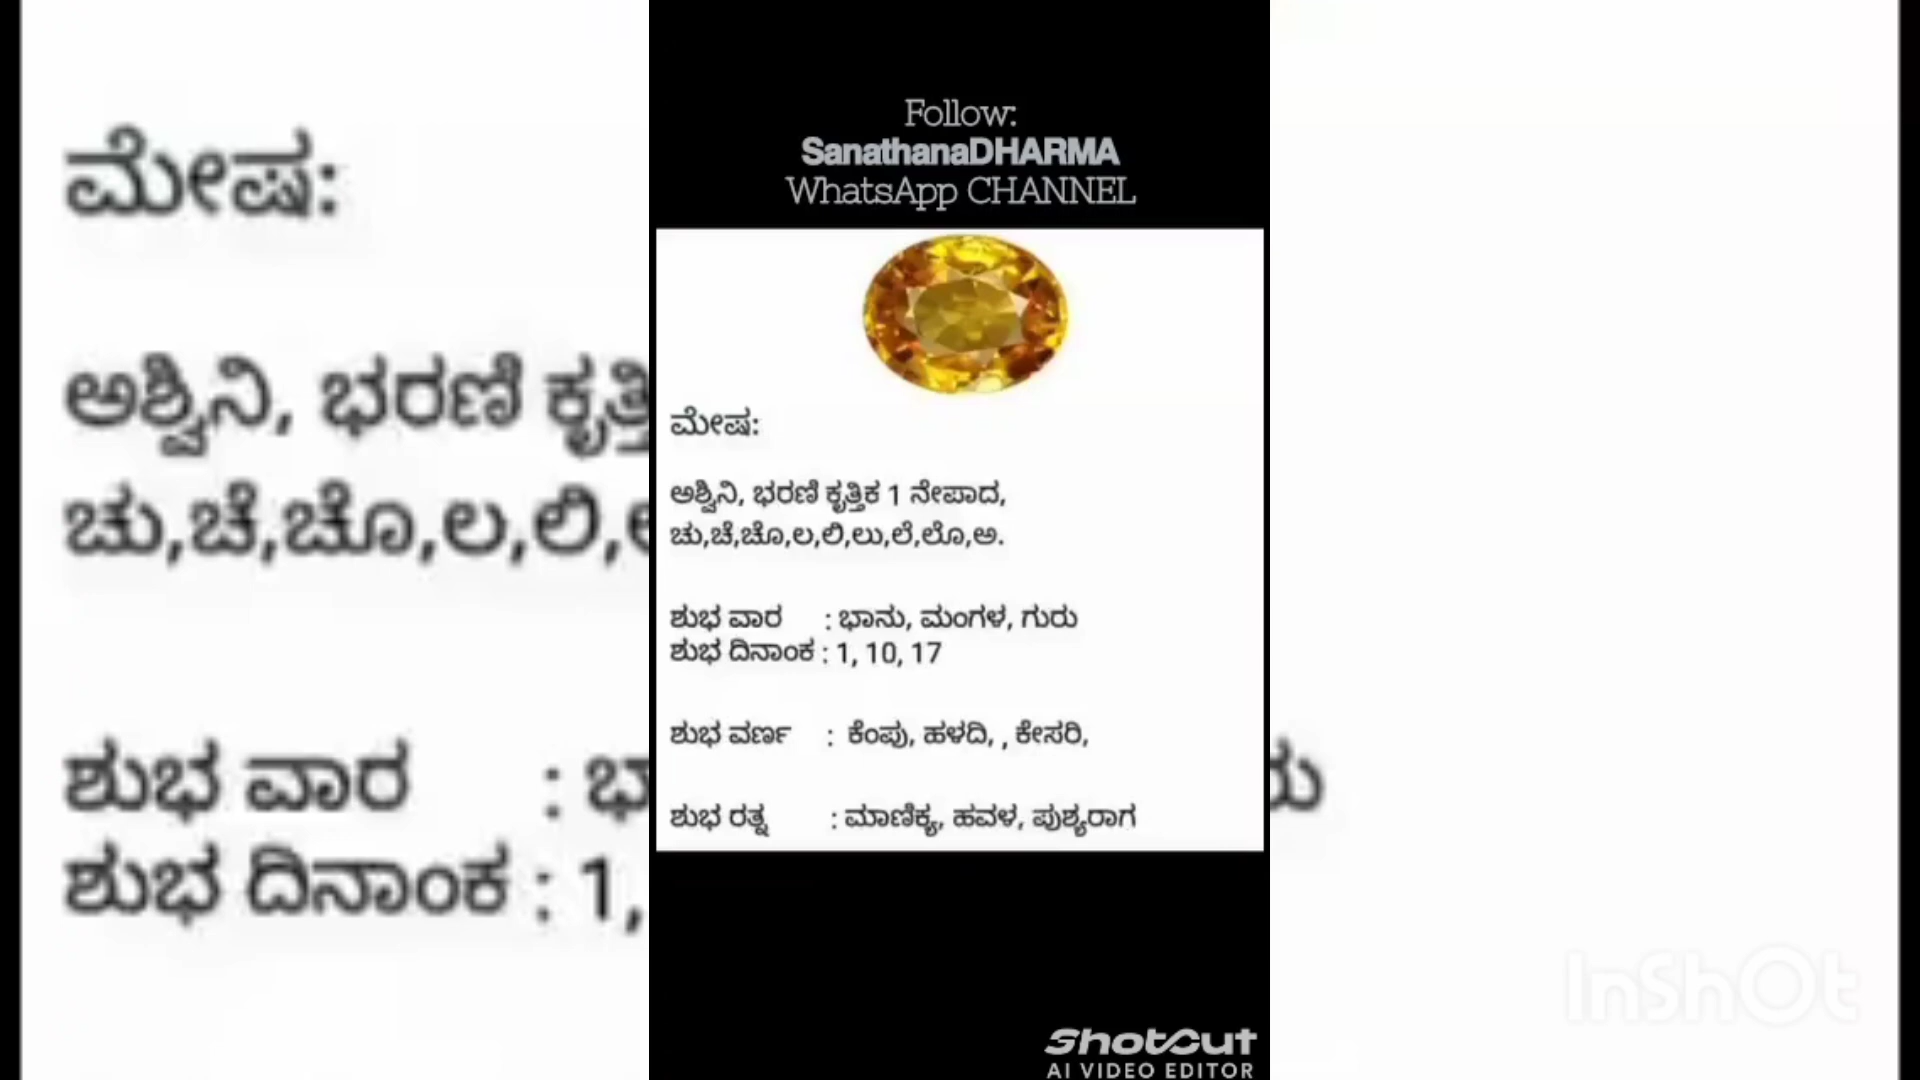 Follow:
SanathanaDHARMA
WhatsApp CHANNEL
ಮೇಷ:
ಅಶ್ವಿನಿ, ಭರಣಿ ಕೃತ್ತಿಕ 1 ನೇಪಾದ,
ಚು,ಚೆ,ಚೊ,ಲ,ಲಿ,ಲು,ಲೆ,ಲೊ,ಅ.
ಶುಭ ವಾರ : ಭಾನು, ಮಂಗಳ, ಗುರು
ಶುಭ ದಿನಾಂಕ : 1, 10, 17
ಶುಭ ವರ್ಣ : ಕೆಂಪು, ಹಳದಿ, , ಕೇಸರಿ,
ಶುಭ ರತ್ನ : ಮಾಣಿಕ್ಯ, ಹವಳ, ಪುಶ್ಯರಾಗ
ಮೇಷ:
ಅಶ್ವಿನಿ, ಭರಣಿ ಕೃತ್ತಿ
ಚು,ಚೆ,ಚೊ,ಲ,ಲಿ,
ಶುಭ ವಾರ : ಭಾ ರು
ಶುಭ ದಿನಾಂಕ : 1,
InShOt
ShotCut
AI VIDEO EDITOR